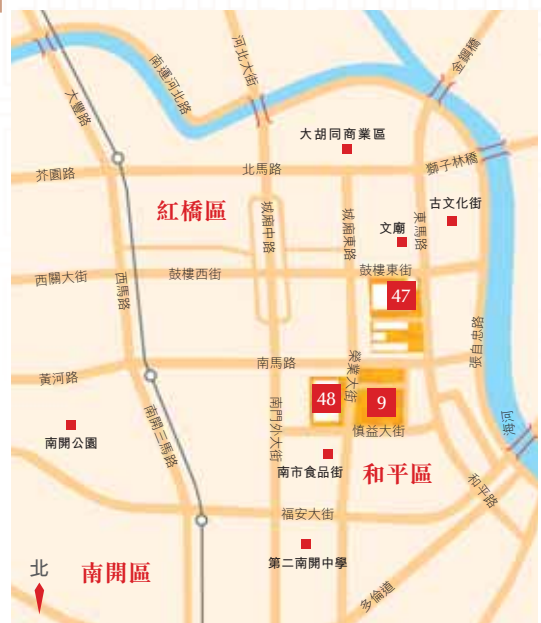 南運河北路
河北大街
金鋼橋
大豐路
大胡同商業區
獅子林橋
芥園路
北馬路
紅橋區
城廂中路
城廂東路
文廟
東馬路
古文化街
西關大街
西馬路
鼓樓西街
鼓樓東街
47
張自忠路
黃河路
南馬路
榮業大街
48
9
南開三馬路
南門外大街
慎益大街
海河
南開公園
南市食品街
和平區
和平路
福安大街
北
南開區
第二南開中學
多倫道